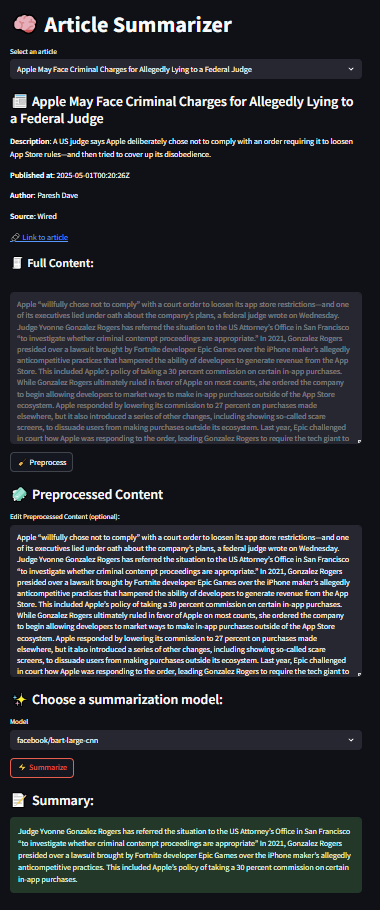 Article Summarizer
Select an article
Apple May Face Criminal Charges for Allegedly Lying to a Federal Judge
Apple May Face Criminal Charges for Allegedly Lying to
a Federal Judge
Description: A US judge says Apple deliberately chose not to comply with an order requiring it to loosen
App Store rules—and then tried to cover up its disobedience.
Published at: 2025-05-01T00:20:26Z
Author: Paresh Dave
Source: Wired
Link to article
Full Content:
Apple “willfully chose not to comply” with a court order to loosen its app store restrictions—and one
of its executives lied under oath about the company’s plans, a federal judge wrote on Wednesday.
Judge Yvonne Gonzalez Rogers has referred the situation to the US Attorney’s Office in San Francisco
“to investigate whether criminal contempt proceedings are appropriate.” In 2021, Gonzalez Rogers
presided over a lawsuit brought by Fortnite developer Epic Games over the iPhone maker’s allegedly
anticompetitive practices that hampered the ability of developers to generate revenue from the App
Store. This included Apple’s policy of taking a 30 percent commission on certain in-app purchases.
While Gonzalez Rogers ultimately ruled in favor of Apple on most counts, she ordered the company
to begin allowing developers to market ways to make in-app purchases outside of the App Store
ecosystem. Apple responded by lowering its commission to 27 percent on purchases made
elsewhere, but it also introduced a series of other changes, including showing so-called scare
screens, to dissuade users from making purchases outside its ecosystem. Last year, Epic challenged
in court how Apple was responding to the order, leading Gonzalez Rogers to require the tech giant to
Preprocess
Preprocessed Content
Edit Preprocessed Content (optional):
Apple “willfully chose not to comply” with a court order to loosen its app store restrictions—and one
of its executives lied under oath about the company’s plans, a federal judge wrote on Wednesday.
Judge Yvonne Gonzalez Rogers has referred the situation to the US Attorney’s Office in San Francisco
“to investigate whether criminal contempt proceedings are appropriate.” In 2021, Gonzalez Rogers
presided over a lawsuit brought by Fortnite developer Epic Games over the iPhone maker’s allegedly
anticompetitive practices that hampered the ability of developers to generate revenue from the App
Store. This included Apple’s policy of taking a 30 percent commission on certain in-app purchases.
While Gonzalez Rogers ultimately ruled in favor of Apple on most counts, she ordered the company
to begin allowing developers to market ways to make in-app purchases outside of the App Store
ecosystem. Apple responded by lowering its commission to 27 percent on purchases made
elsewhere, but it also introduced a series of other changes, including showing so-called scare
screens, to dissuade users from making purchases outside its ecosystem. Last year, Epic challenged
in court how Apple was responding to the order, leading Gonzalez Rogers to require the tech giant to
Choose a summarization model:
Model
facebook/bart-large-cnn
Summarize
Summary:
Judge Yvonne Gonzalez Rogers has referred the situation to the US Attorney’s Office in San Francisco
“to investigate whether criminal contempt proceedings are appropriate” In 2021, Gonzalez Rogers
presided over a lawsuit brought by Fortnite developer Epic Games over the iPhone maker’s allegedly
anticompetitive practices. This included Apple’s policy of taking a 30 percent commission on certain
in-app purchases.